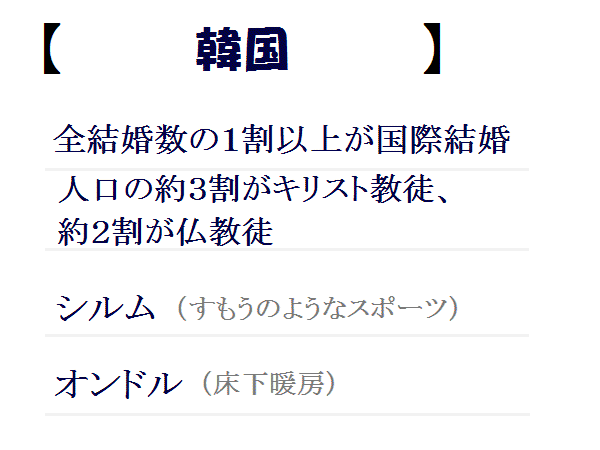 【 韓国 】
全結婚数の1割以上が国際結婚
人口の約3割がキリスト教徒、
約2割が仏教徒
シルム（すもうのようなスポーツ）
オンドル（床下暖房）